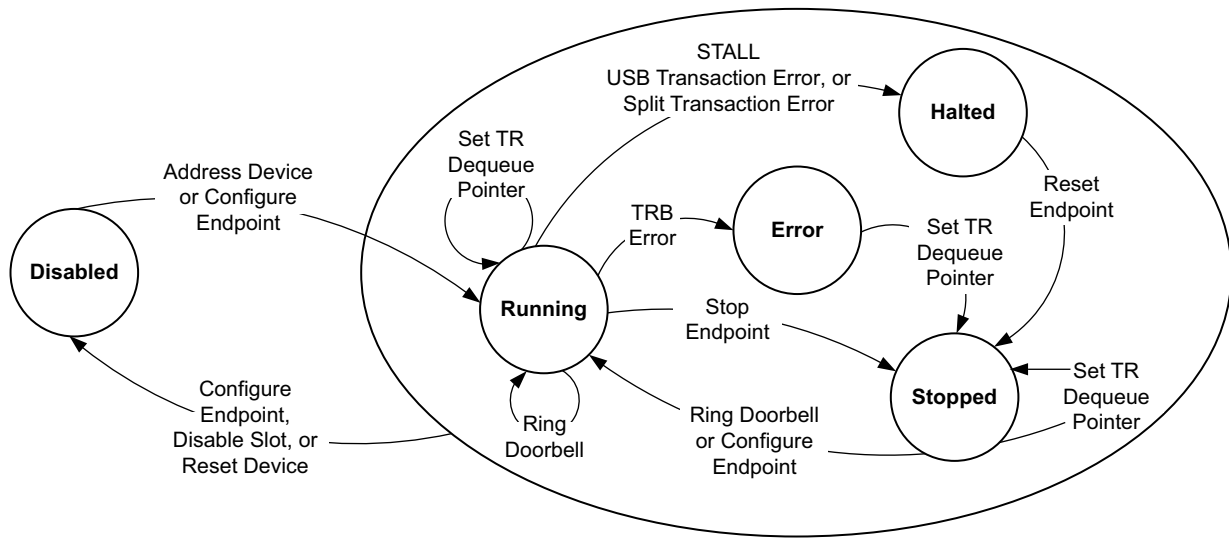 STALL
USB Transaction Error, or
Split Transaction Error
Halted
Set TR
Dequeue
Pointer
Address Device
or Configure
Endpoint
Reset
Endpoint
TRB
Error
Error
Set TR
Dequeue
Pointer
Disabled
Running
Stop
Endpoint
Configure
Endpoint,
Disable Slot, or
Reset Device
Ring
Doorbell
Ring Doorbell
or Configure
Endpoint
Stopped
Set TR
Dequeue
Pointer